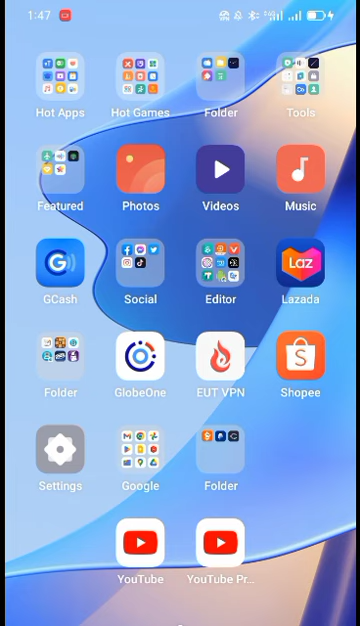 1:47
Hot Apps Hot Games Folder Tools
Featured Photos Videos Music
GCash Social Editor Lazada
Laz
Folder GlobeOne EUT VPN Shopee
Settings Google Folder
YouTube YouTube Pr...